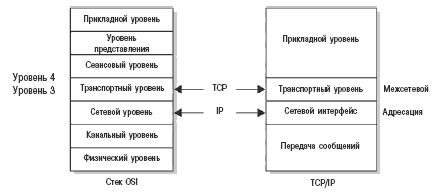 Прикладной уровень
Уровень
представления
Сеансовый уровень
Уровень 4
Транспортный уровень
Уровень 3
Сетевой уровень
Канальный уровень
Физический уровень
Стек OSI
TCP
IP
Прикладной уровень
Транспортный уровень
Межсетевой
Сетевой интерфейс
Адресация
Передача сообщений
TCP/IP